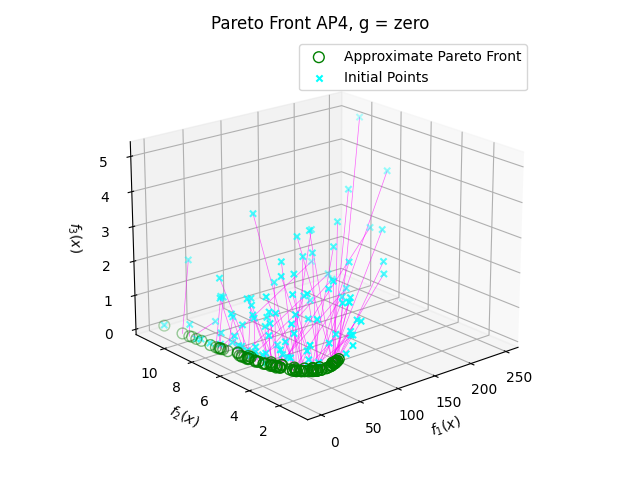 Pareto Front AP4, g = zero
Approximate Pareto Front
Initial Points
5
4
3
2
1
0
f₃(x)
10
8
6
4
2
f₂(x)
0
50
100
150
200
250
f₁(x)